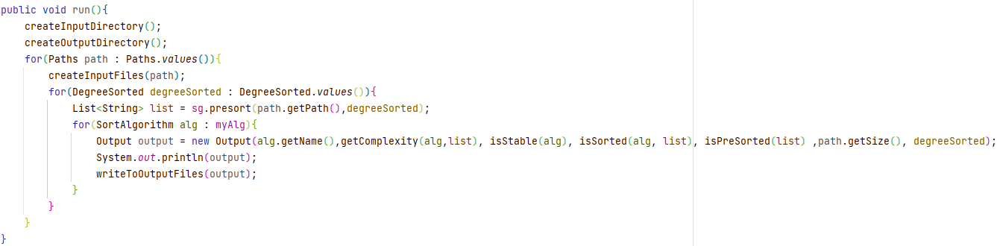 public void run(){
    createInputDirectory();
    createOutputDirectory();
    for(Paths path : Paths.values()){
        createInputFiles(path);
        for(DegreeSorted degreeSorted : DegreeSorted.values()){
            List<String> list = sg.presort(path.getPath(),degreeSorted);
            for(SortAlgorithm alg : myAlg){
                Output output = new Output(alg.getName(),getComplexity(alg,list), isStable(alg), isSorted(alg, list), isPreSorted(list) ,path.getSize(), degreeSorted);
                System.out.println(output);
                writeToOutputFiles(output);
            }
        }
    }
}